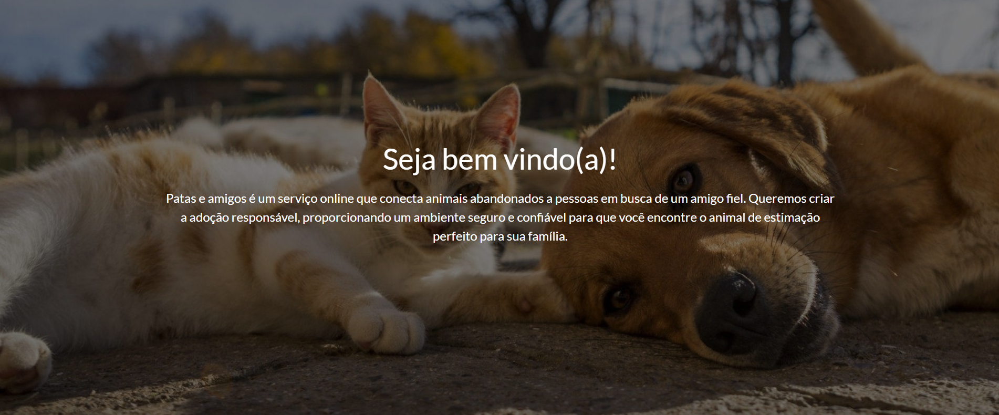 Seja bem vindo(a)!
Patas e amigos é um serviço online que conecta animais abandonados a pessoas em busca de um amigo fiel. Queremos criar
a adoção responsável, proporcionando um ambiente seguro e confiável para que você encontre o animal de estimação
perfeito para sua família.